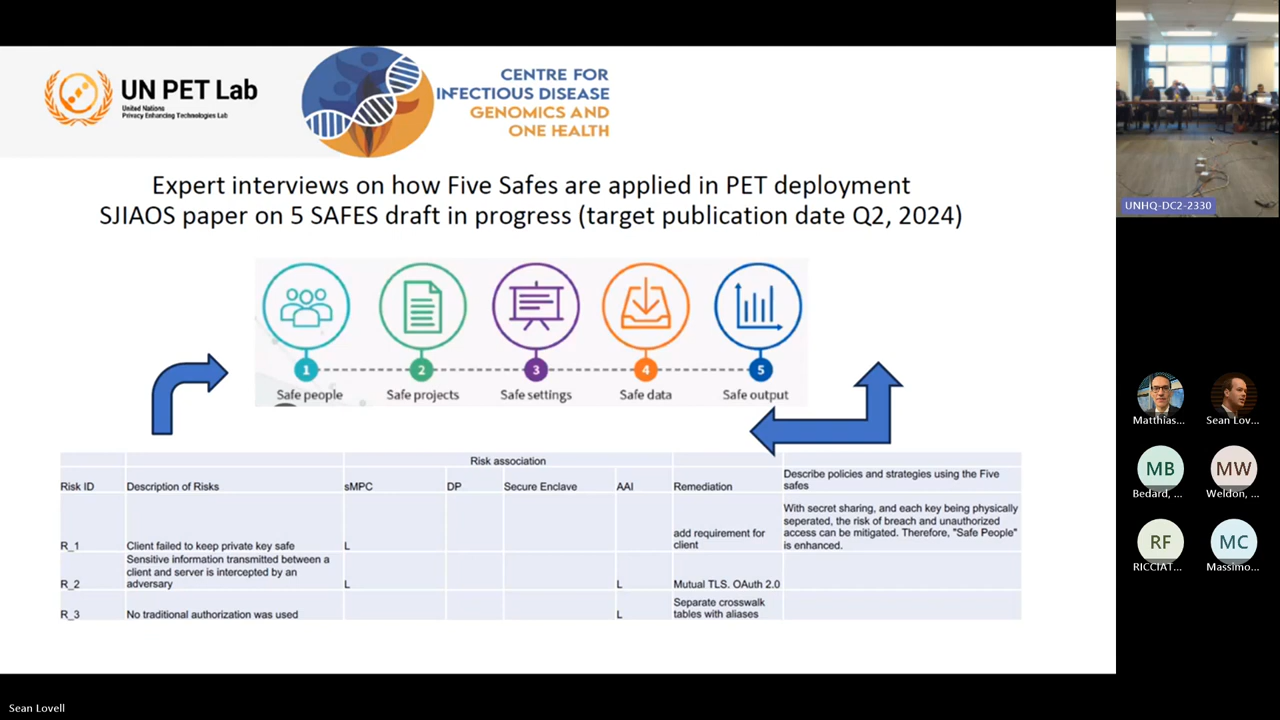 UN PET Lab
United Nations
Privacy Enhancing Technologies Lab
CENTRE FOR
INFECTIOUS DISEASE
GENOMICS AND
ONE HEALTH
Expert interviews on how Five Safes are applied in PET deployment
SJIAOS paper on 5 SAFES draft in progress (target publication date Q2, 2024)
1 2 3 4 5
Safe people Safe projects Safe settings Safe data Safe output
Risk association
Risk ID Description of Risks sMPC DP Secure Enclave AAI Remediation Describe policies and strategies using the Five
safes
R_1 Client failed to keep private key safe L add requirement for
client
With secret sharing, and each key being physically
seperated, the risk of breach and unauthorized
access can be mitigated. Therefore, "Safe People"
is enhanced.
R_2 Sensitive information transmitted between a
client and server is intercepted by an
adversary L L Mutual TLS. OAuth 2.0
R_3 No traditional authorization was used L Separate crosswalk
tables with aliases
UNHQ-DC2-2330
Matthias... Sean Lov...
MB MW
Bedard, ... Weldon, ...
RF MC
RICCIAT... Massimo...
Sean Lovell